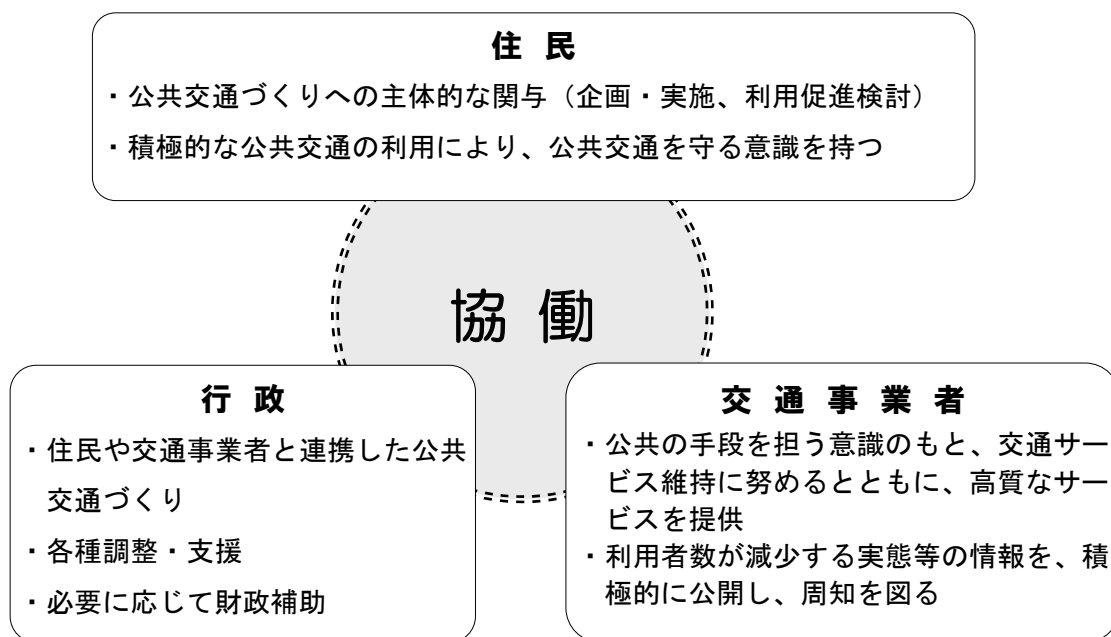 住 民
・公共交通づくりへの主体的な関与（企画・実施、利用促進検討）
・積極的な公共交通の利用により、公共交通を守る意識を持つ
協 働
行 政
・住民や交通事業者と連携した公共
交通づくり
・各種調整・支援
・必要に応じて財政補助
交 通 事 業 者
・公共の手段を担う意識のもと、交通サー
ビス維持に努めるとともに、高質なサー
ビスを提供
・利用者数が減少する実態等の情報を、積
極的に公開し、周知を図る